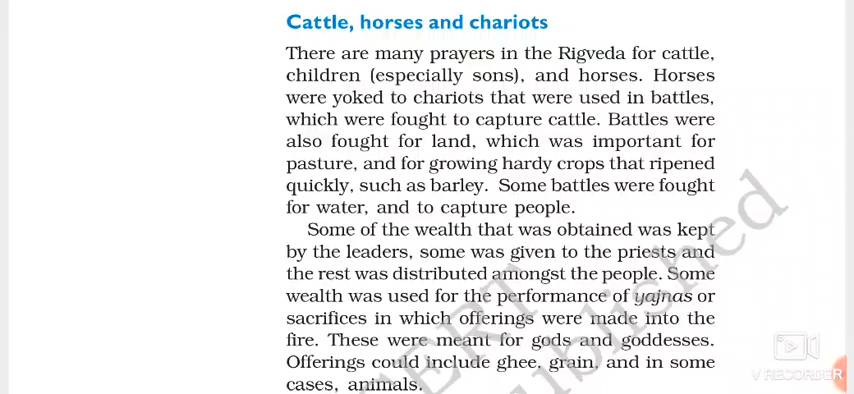 Cattle, horses and chariots
There are many prayers in the Rigveda for cattle,
children (especially sons), and horses. Horses
were yoked to chariots that were used in battles,
which were fought to capture cattle. Battles were
also fought for land, which was important for
pasture, and for growing hardy crops that ripened
quickly, such as barley. Some battles were fought
for water, and to capture people.
Some of the wealth that was obtained was kept
by the leaders, some was given to the priests and
the rest was distributed amongst the people. Some
wealth was used for the performance of yajnas or
sacrifices in which offerings were made into the
fire. These were meant for gods and goddesses.
Offerings could include ghee, grain, and in some
cases, animals.
NCERT
published
V RECORDER